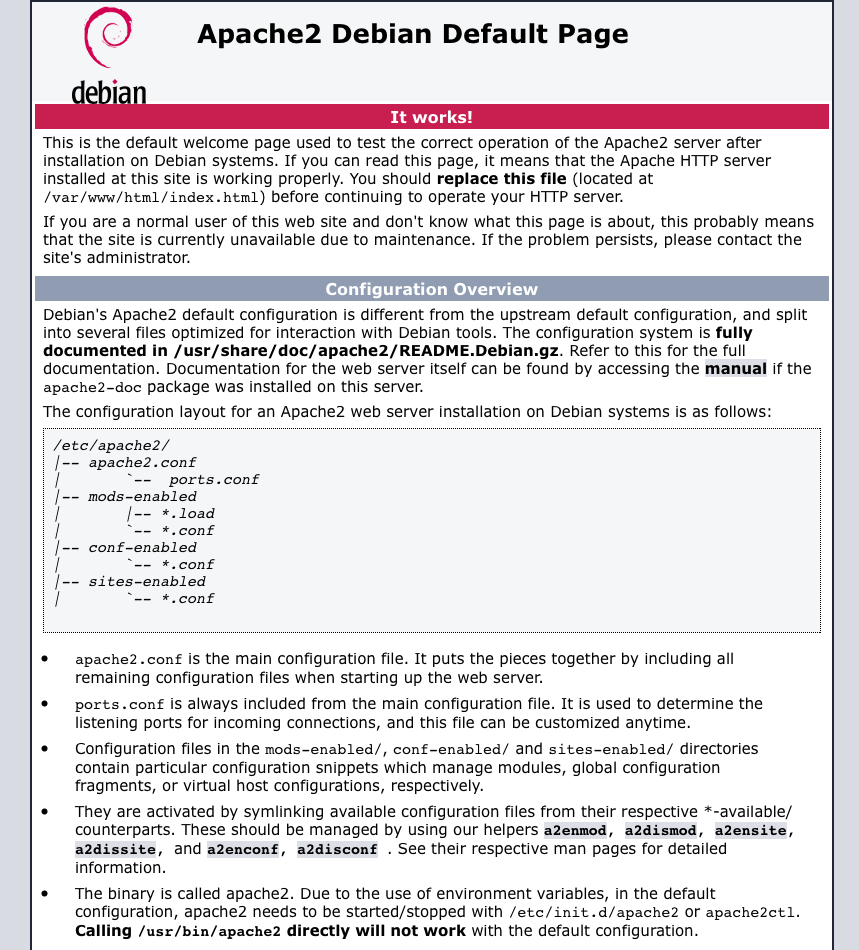 debian
Apache2 Debian Default Page
It works!
This is the default welcome page used to test the correct operation of the Apache2 server after
installation on Debian systems. If you can read this page, it means that the Apache HTTP server
installed at this site is working properly. You should replace this file (located at
/var/www/html/index.html) before continuing to operate your HTTP server.
If you are a normal user of this web site and don't know what this page is about, this probably means
that the site is currently unavailable due to maintenance. If the problem persists, please contact the
site's administrator.
Configuration Overview
Debian's Apache2 default configuration is different from the upstream default configuration, and split
into several files optimized for interaction with Debian tools. The configuration system is fully
documented in /usr/share/doc/apache2/README.Debian.gz. Refer to this for the full
documentation. Documentation for the web server itself can be found by accessing the manual if the
apache2-doc package was installed on this server.
The configuration layout for an Apache2 web server installation on Debian systems is as follows:
/etc/apache2/
|-- apache2.conf
|       `--  ports.conf
|-- mods-enabled
|       |-- *.load
|       `-- *.conf
|-- conf-enabled
|       `-- *.conf
|-- sites-enabled
|       `-- *.conf
• apache2.conf is the main configuration file. It puts the pieces together by including all
remaining configuration files when starting up the web server.
• ports.conf is always included from the main configuration file. It is used to determine the
listening ports for incoming connections, and this file can be customized anytime.
• Configuration files in the mods-enabled/, conf-enabled/ and sites-enabled/ directories
contain particular configuration snippets which manage modules, global configuration
fragments, or virtual host configurations, respectively.
• They are activated by symlinking available configuration files from their respective *-available/
counterparts. These should be managed by using our helpers a2enmod, a2dismod, a2ensite,
a2dissite, and a2enconf, a2disconf . See their respective man pages for detailed
information.
• The binary is called apache2. Due to the use of environment variables, in the default
configuration, apache2 needs to be started/stopped with /etc/init.d/apache2 or apache2ctl.
Calling /usr/bin/apache2 directly will not work with the default configuration.